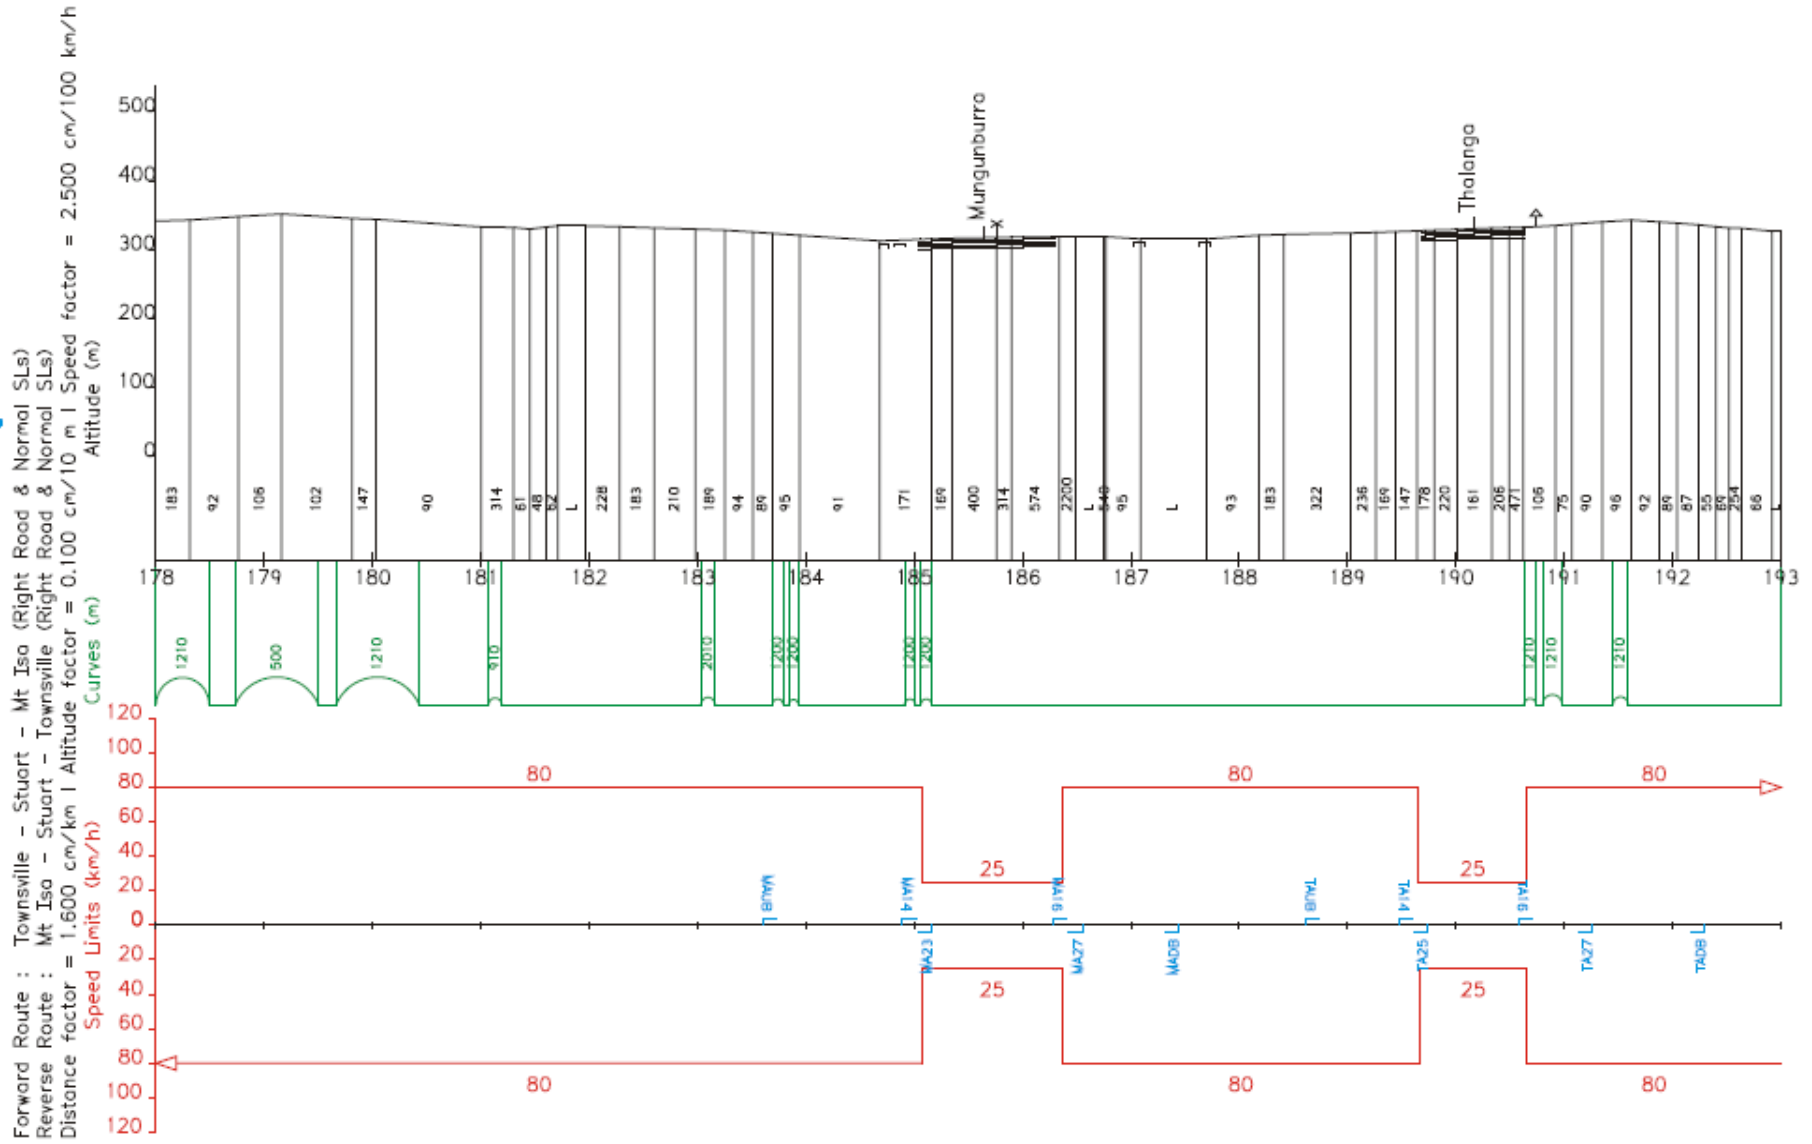 Forward Route : Townsville - Stuart - Mt Isa (Right Road & Normal SLs)
Reverse Route : Mt Isa - Stuart - Townsville (Right Road & Normal SLs)
Distance factor = 1.600 cm/km | Altitude factor = 0.100 cm/10 m | Speed factor = 2.500 cm/100 km/h
Altitude (m)
500
400
300
200
100
0
Mungunburra
Thalanga
183 92 106 102 147 90 314 61 48 62 L 228 183 210 189 94 89 95 91 171 169 400 314 574 2200 L 540 95 L 93 183 322 236 169 147 178 220 161 206 471 106 75 90 96 92 89 87 55 69 254 66 L
178 179 180 181 182 183 184 185 186 187 188 189 190 191 192 193
Curves (m)
1210 500 1210 910 2010 1200 1200 1200 1200 1210 1210 1210
Speed Limits (km/h)
120
100
80
60
40
20
0
20
40
60
80
100
120
80 80 80
25 25
MAUB MA14 MA16 TAUB TA14 TA16
MA23 MA27 MADB TA25 TA27 TADB
25 25
80 80 80